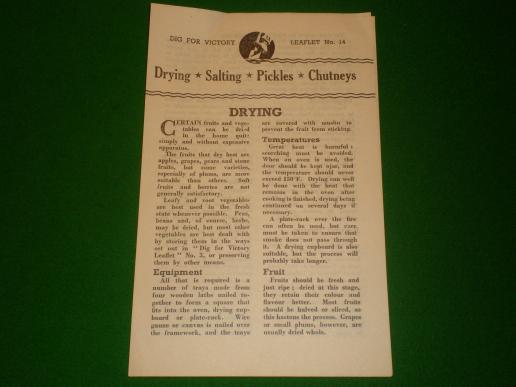 DIG FOR VICTORY
LEAFLET No. 14
Drying ★ Salting ★ Pickles ★ Chutneys
DRYING
CERTAIN fruits and vege-
tables can be dried
in the home quite
simply and without expensive
apparatus.
The fruits that dry best are
apples, grapes, pears and stone
fruits, but some varieties,
especially of plums, are more
suitable than others. Soft
fruits and berries are not
generally satisfactory.
Leafy and root vegetables
are best used in the fresh
state whenever possible. Peas,
beans and, of course, herbs,
may be dried, but most other
vegetables are best dealt with
by storing them in the ways
set out in "Dig for Victory
Leaflet" No. 3, or preserving
them by other means.
Equipment
All that is required is a
number of trays made from
four wooden laths nailed to-
gether to form a square that
fits into the oven, drying cup-
board or plate-rack. Wire
gauze or canvas is nailed over
the framework, and the trays
are covered with muslin to
prevent the fruit from sticking.
Temperatures
Great heat is harmful;
scorching must be avoided.
When an oven is used, the
door should be kept ajar, and
the temperature should never
exceed 150°F. Drying can well
be done with the heat that
remains in the oven after
cooking is finished, drying being
continued on several days if
necessary.
A plate-rack over the fire
can often be used, but care
must be taken to ensure that
smoke does not pass through
it. A drying cupboard is also
suitable, but the process will
probably take longer.
Fruit
Fruits should be fresh and
just ripe; dried at this stage,
they retain their colour and
flavour better. Most fruits
should be halved or sliced, as
this hastens the process. Grapes
or small plums, however, are
usually dried whole.